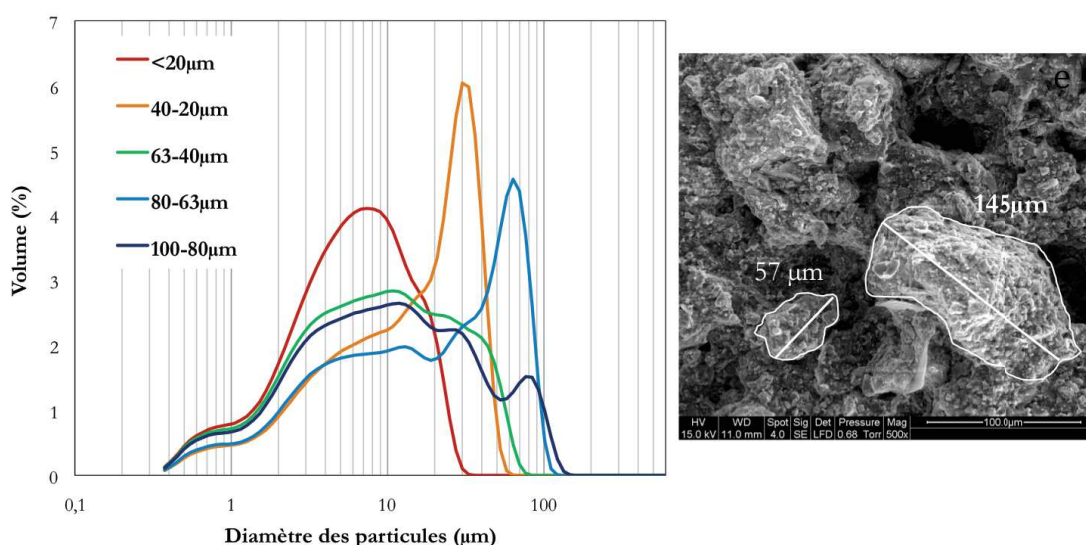 7
6
5
4
3
2
1
0
Volume (%)
<20µm
40-20µm
63-40µm
80-63µm
100-80µm
0,1
1
10
100
Diamètre des particules (µm)
e
145µm
57 µm
HV WD Spot Sig Det Pressure Mag
15.0 kV 11.0 mm 4.0 SE LFD 0.68 Torr 500x
100.0µm